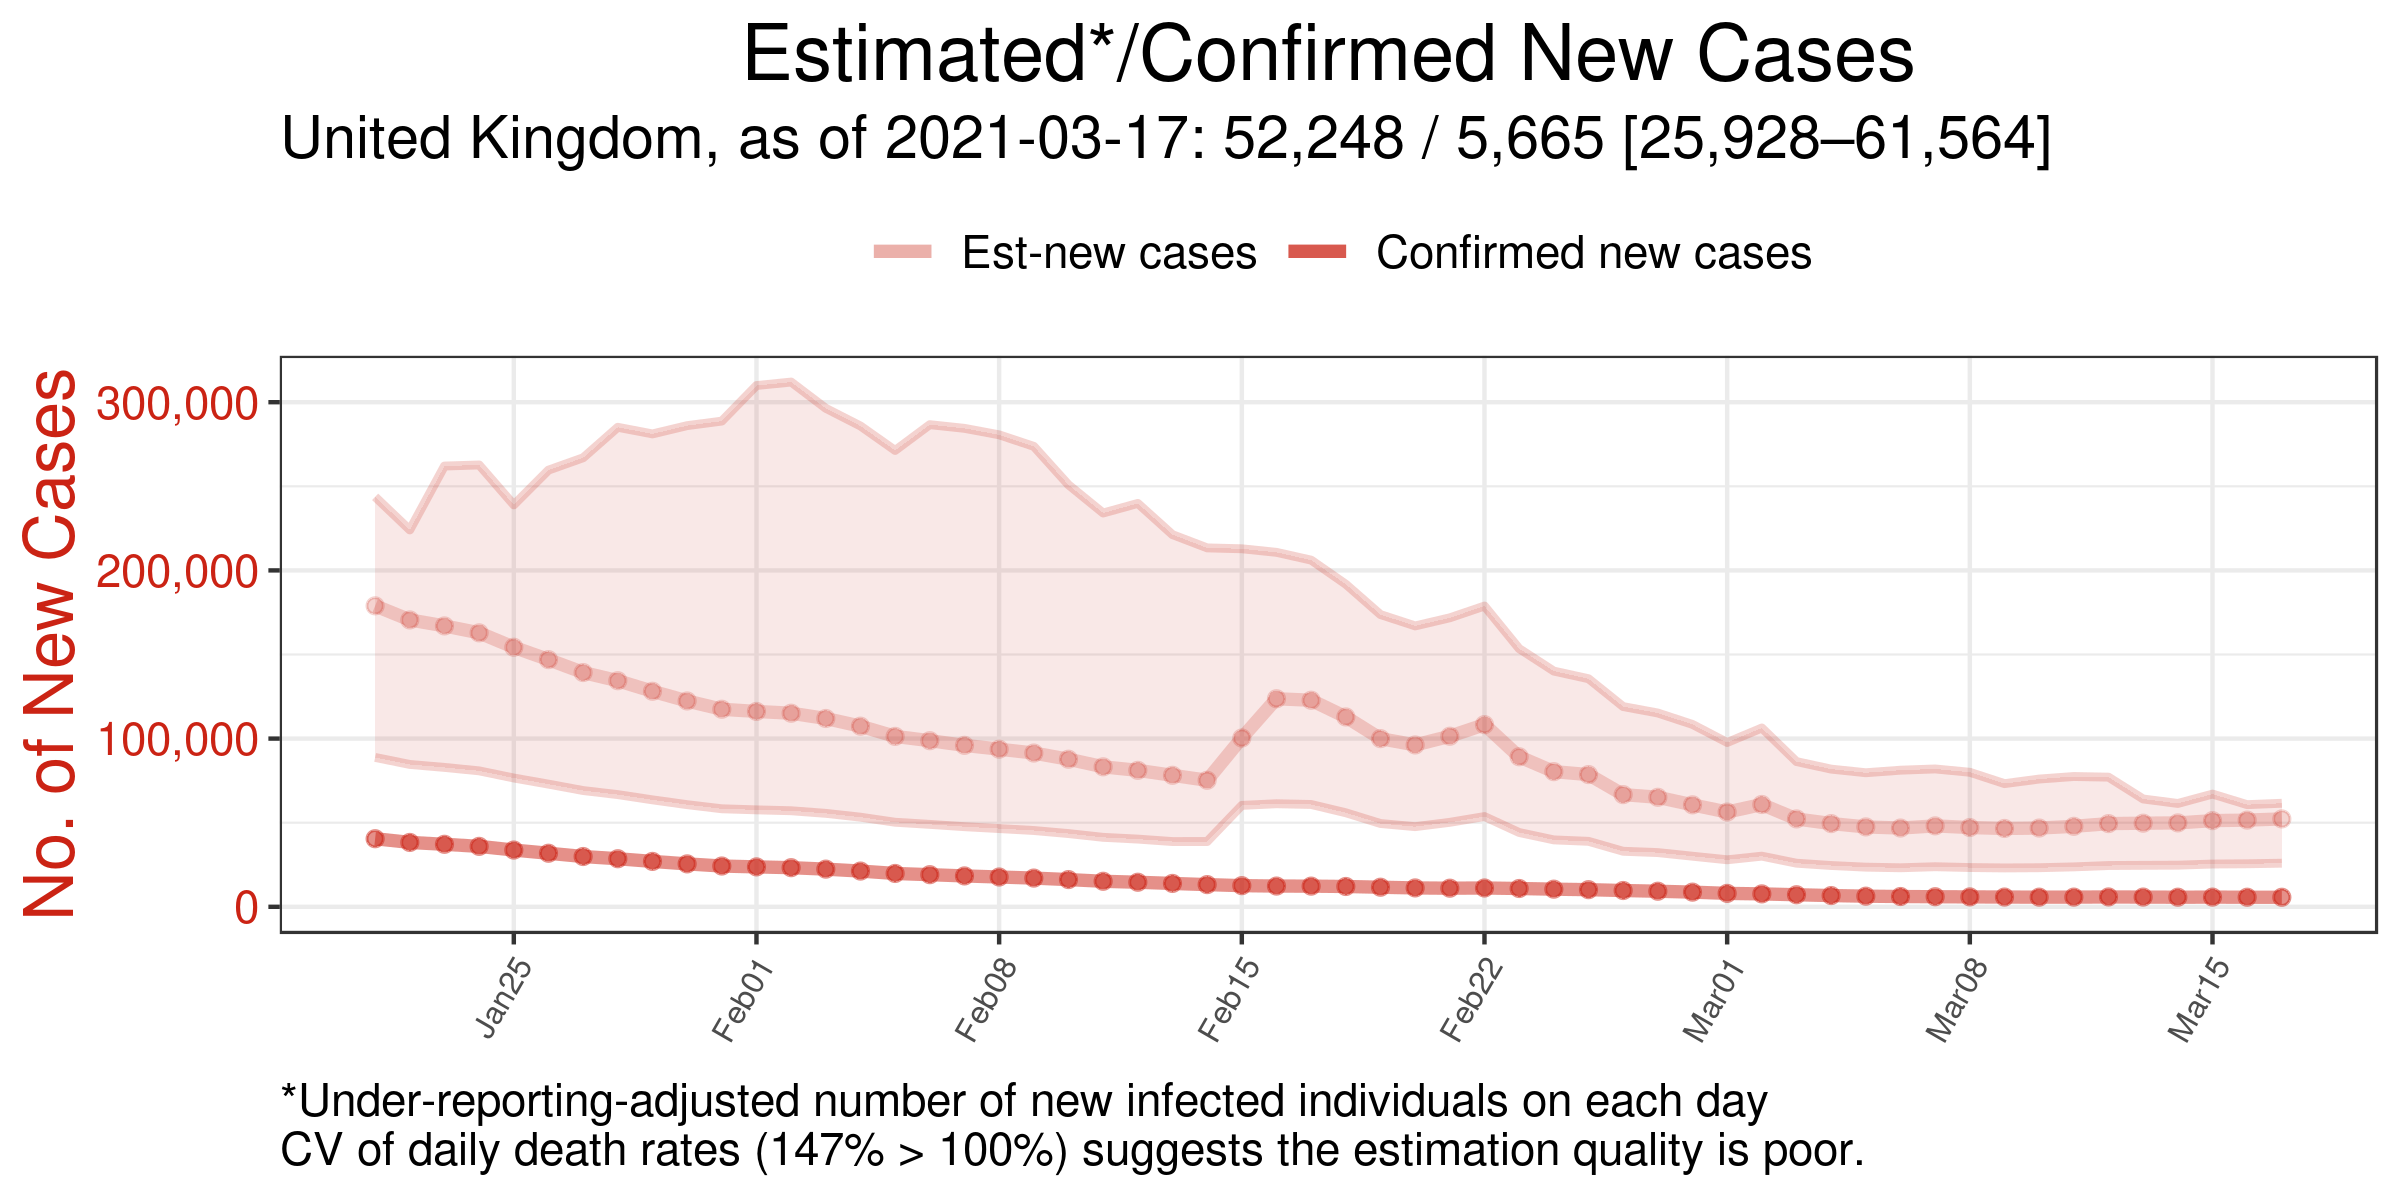 Estimated*/Confirmed New Cases
United Kingdom, as of 2021-03-17: 52,248 / 5,665 [25,928–61,564]
Est-new cases
Confirmed new cases
No. of New Cases
300,000
200,000
100,000
0
Jan25
Feb01
Feb08
Feb15
Feb22
Mar01
Mar08
Mar15
*Under-reporting-adjusted number of new infected individuals on each day
CV of daily death rates (147% > 100%) suggests the estimation quality is poor.